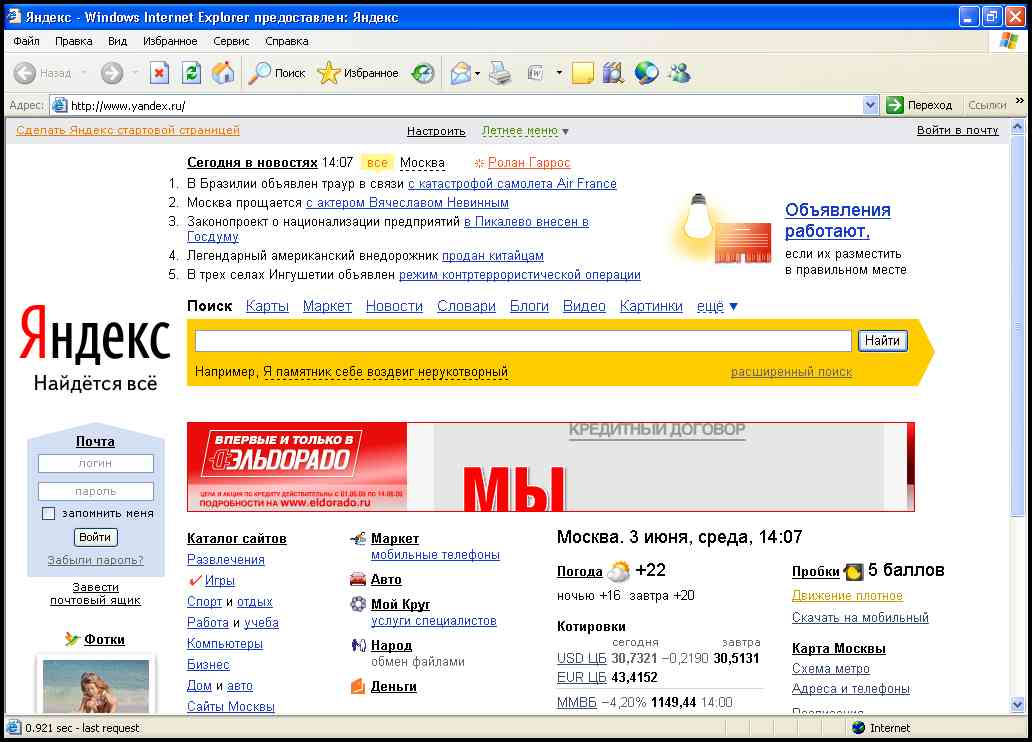 Яндекс - Windows Internet Explorer предоставлен: Яндекс
Файл Правка Вид Избранное Сервис Справка
Назад Поиск Избранное
Адрес: http://www.yandex.ru/ Переход Ссылки »
Сделать Яндекс стартовой страницей Настроить Летнее меню ▼ Войти в почту
Сегодня в новостях 14:07 все Москва Ролан Гаррос
1. В Бразилии объявлен траур в связи с катастрофой самолета Air France
2. Москва прощается с актером Вячеславом Невинным
3. Законопроект о национализации предприятий в Пикалево внесен в
Госдуму
4. Легендарный американский внедорожник продан китайцам
5. В трех селах Ингушетии объявлен режим контртеррористической операции
Объявления
работают,
если их разместить
в правильном месте
Поиск Карты Маркет Новости Словари Блоги Видео Картинки ещё ▼
Яндекс
Найдётся всё
Найти
Например, Я памятник себе воздвиг нерукотворный расширенный поиск
Почта
логин
пароль
запомнить меня
Войти
Забыли пароль?
Завести
почтовый ящик
Фотки
ВПЕРВЫЕ И ТОЛЬКО В
ЭЛЬДОРАДО
ЦЕНА И АКЦИЯ ПО КРЕДИТУ ДЕЙСТВИТЕЛЬНЫ С 01.06.09 ПО 14.06.09
ПОДРОБНОСТИ НА www.eldorado.ru
КРЕДИТНЫЙ ДОГОВОР
МЫ
Каталог сайтов
Развлечения
Игры
Спорт и отдых
Работа и учеба
Компьютеры
Бизнес
Дом и авто
Сайты Москвы
Маркет
мобильные телефоны
Авто
Мой Круг
услуги специалистов
Народ
обмен файлами
Деньги
Москва. 3 июня, среда, 14:07
Погода +22
ночью +16 завтра +20
Котировки
сегодня завтра
USD ЦБ 30,7321 −0,2190 30,5131
EUR ЦБ 43,4152
ММВБ −4,20% 1149,44 14:00
Пробки 5 баллов
Движение плотное
Скачать на мобильный
Карта Москвы
Схема метро
Адреса и телефоны
Расписания
0.921 sec - last request Internet